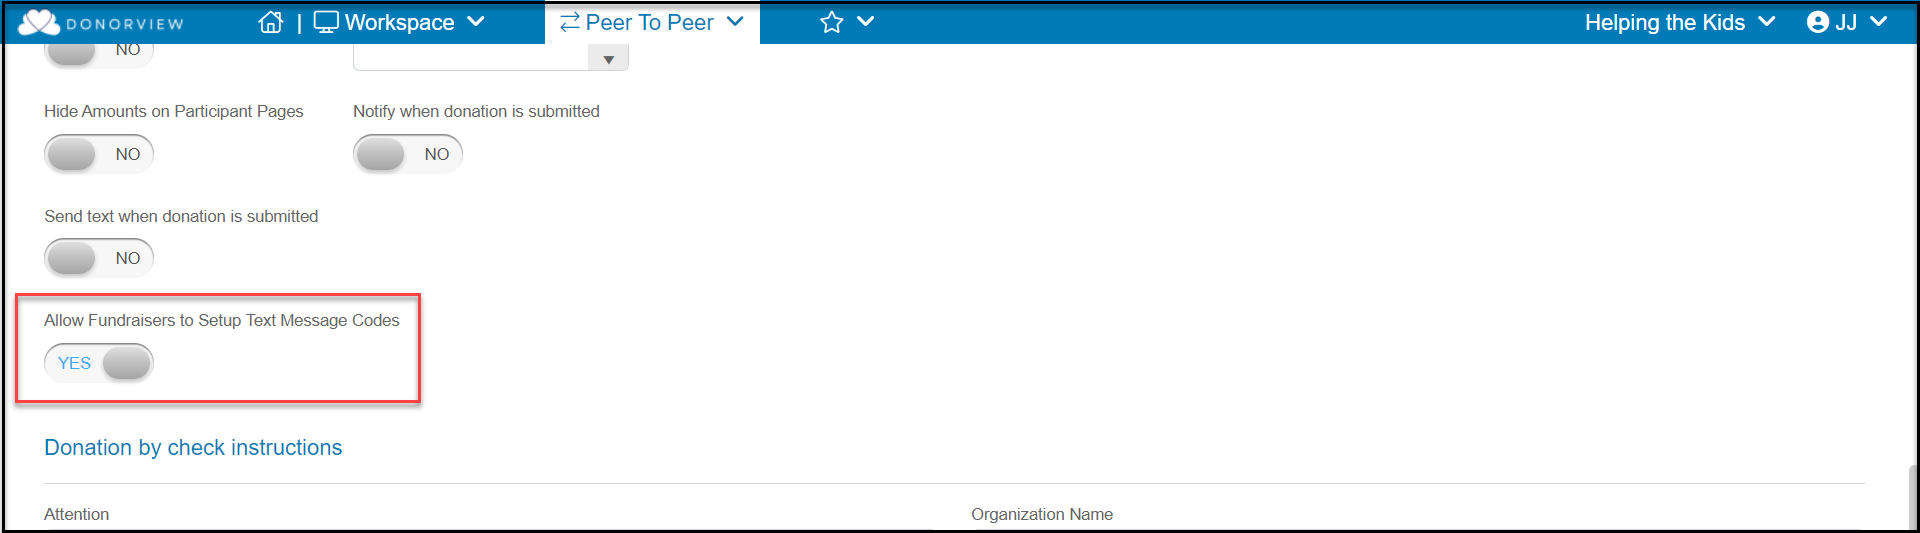 DONORVIEW | Workspace Peer To Peer Helping the Kids JJ
NO
Hide Amounts on Participant Pages Notify when donation is submitted
NO NO
Send text when donation is submitted
NO
Allow Fundraisers to Setup Text Message Codes
YES
Donation by check instructions
Attention Organization Name